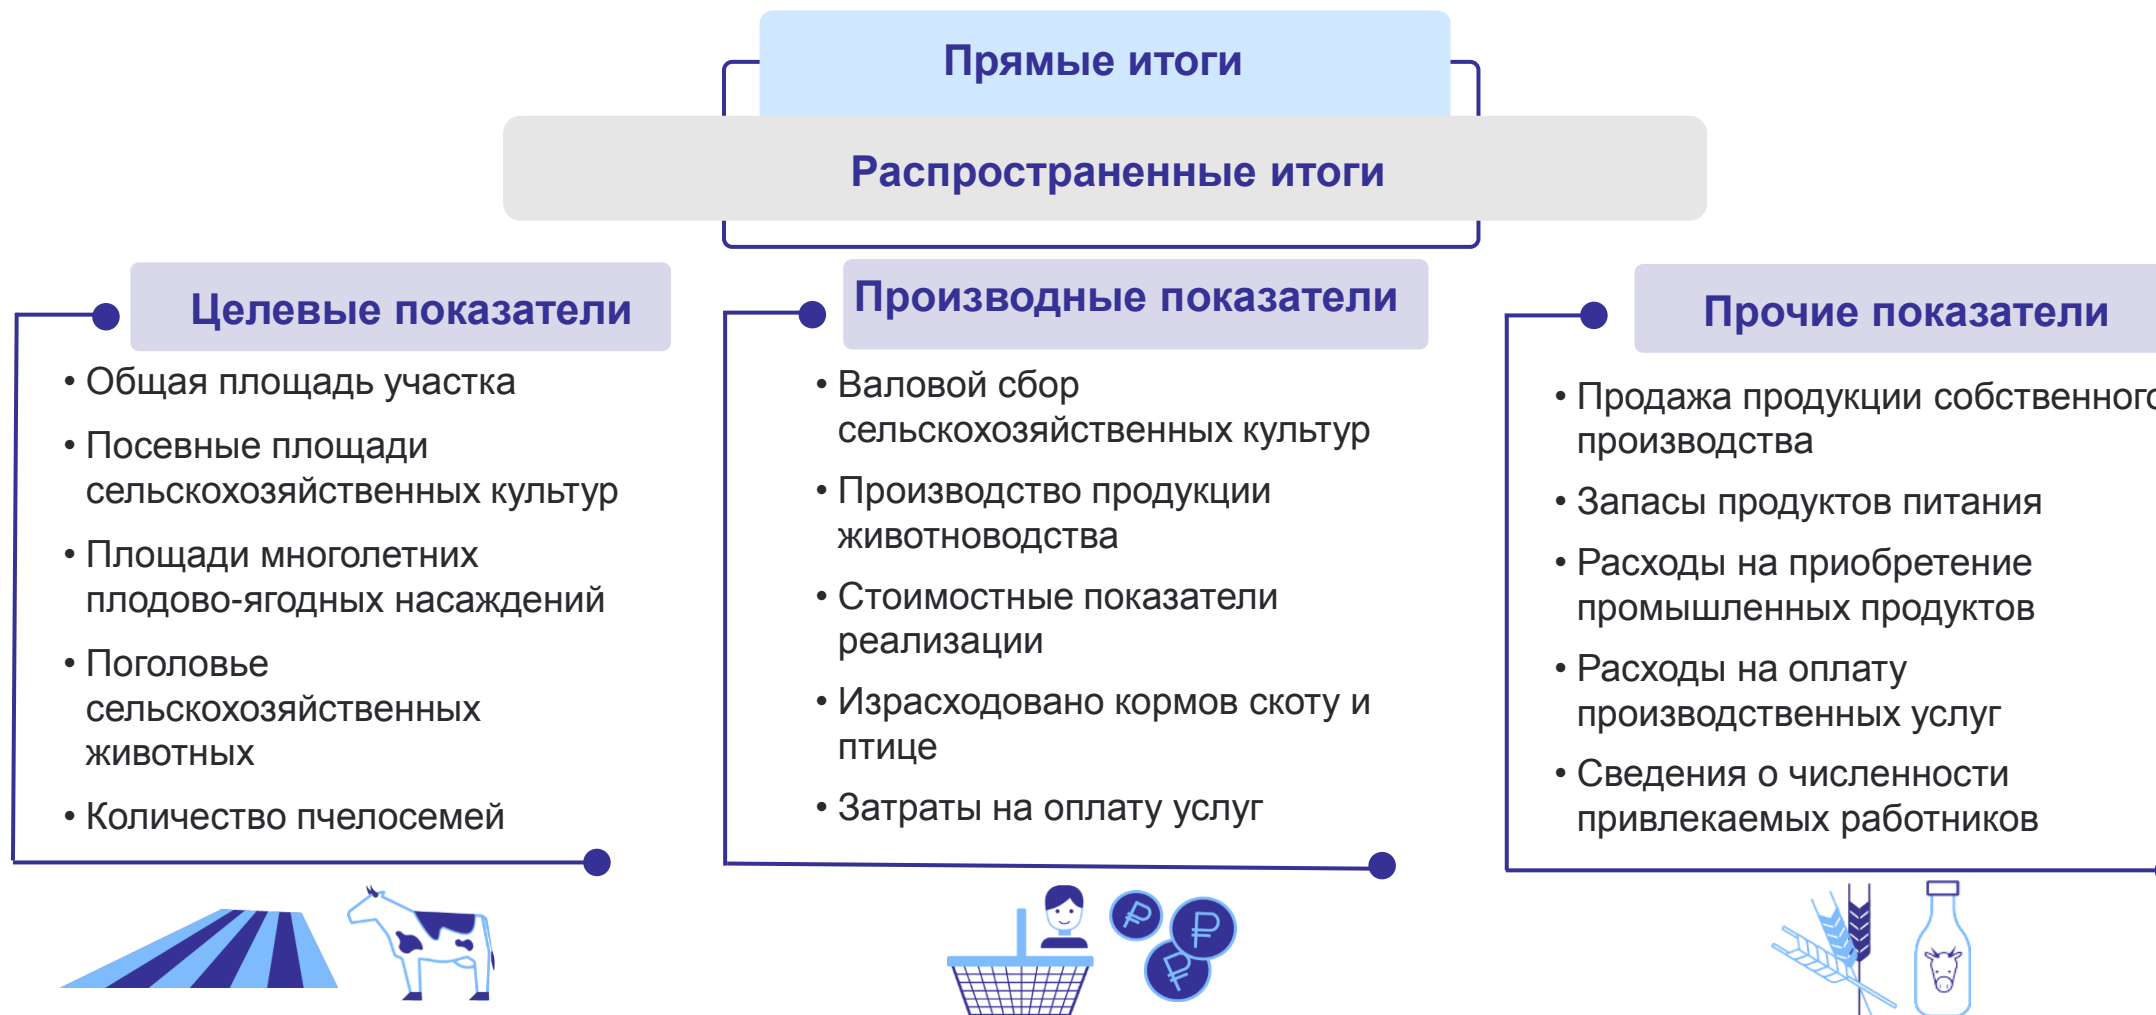 Прямые итоги
Распространенные итоги
Целевые показатели
• Общая площадь участка
• Посевные площади
сельскохозяйственных культур
• Площади многолетних
плодово-ягодных насаждений
• Поголовье
сельскохозяйственных
животных
• Количество пчелосемей
Производные показатели
• Валовой сбор
сельскохозяйственных культур
• Производство продукции
животноводства
• Стоимостные показатели
реализации
• Израсходовано кормов скоту и
птице
• Затраты на оплату услуг
Прочие показатели
• Продажа продукции собственного
производства
• Запасы продуктов питания
• Расходы на приобретение
промышленных продуктов
• Расходы на оплату
производственных услуг
• Сведения о численности
привлекаемых работников